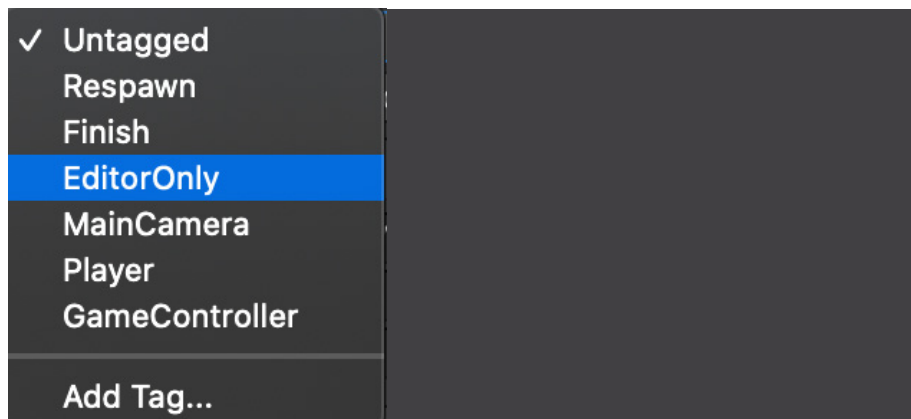 ✓ Untagged
Respawn
Finish
EditorOnly
MainCamera
Player
GameController
Add Tag...